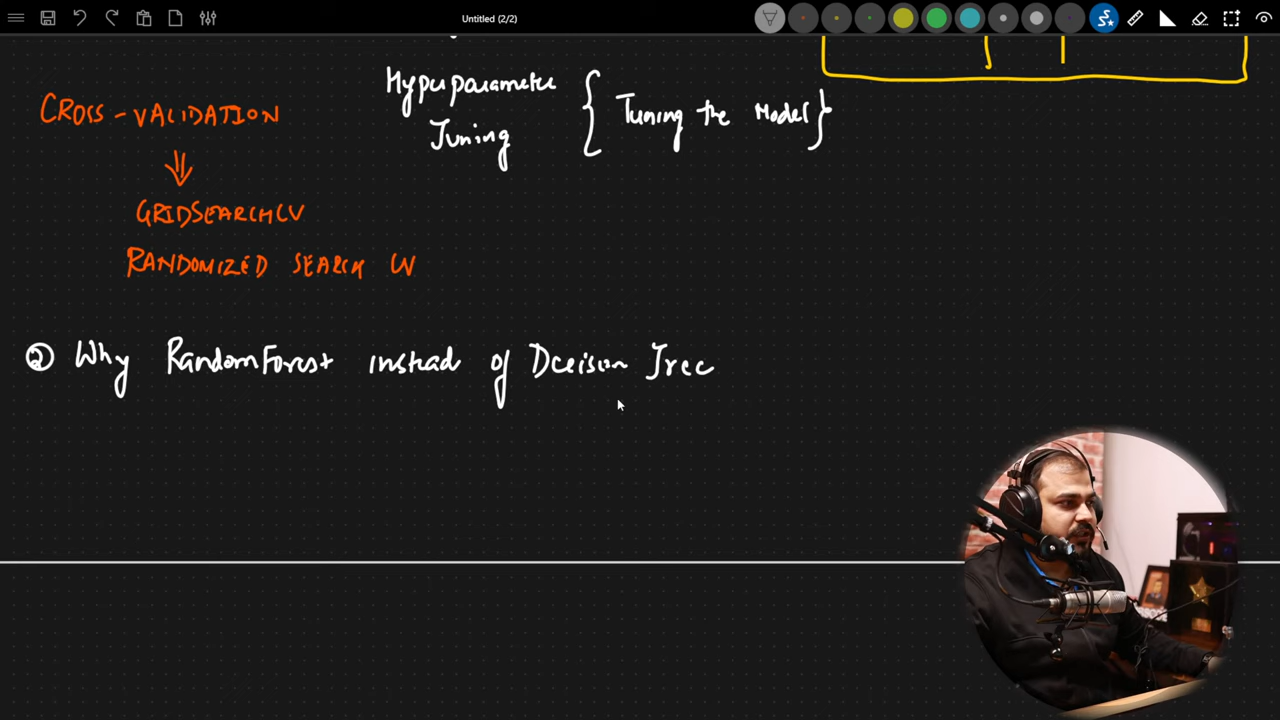 Untitled (2/2)
Hyperparameter
Tuning
{ Tuning the Model }
CROSS-VALIDATION
GRIDSEARCHCV
RANDOMIZED SEARCH CV
② Why RandomForest instead of Decision Tree